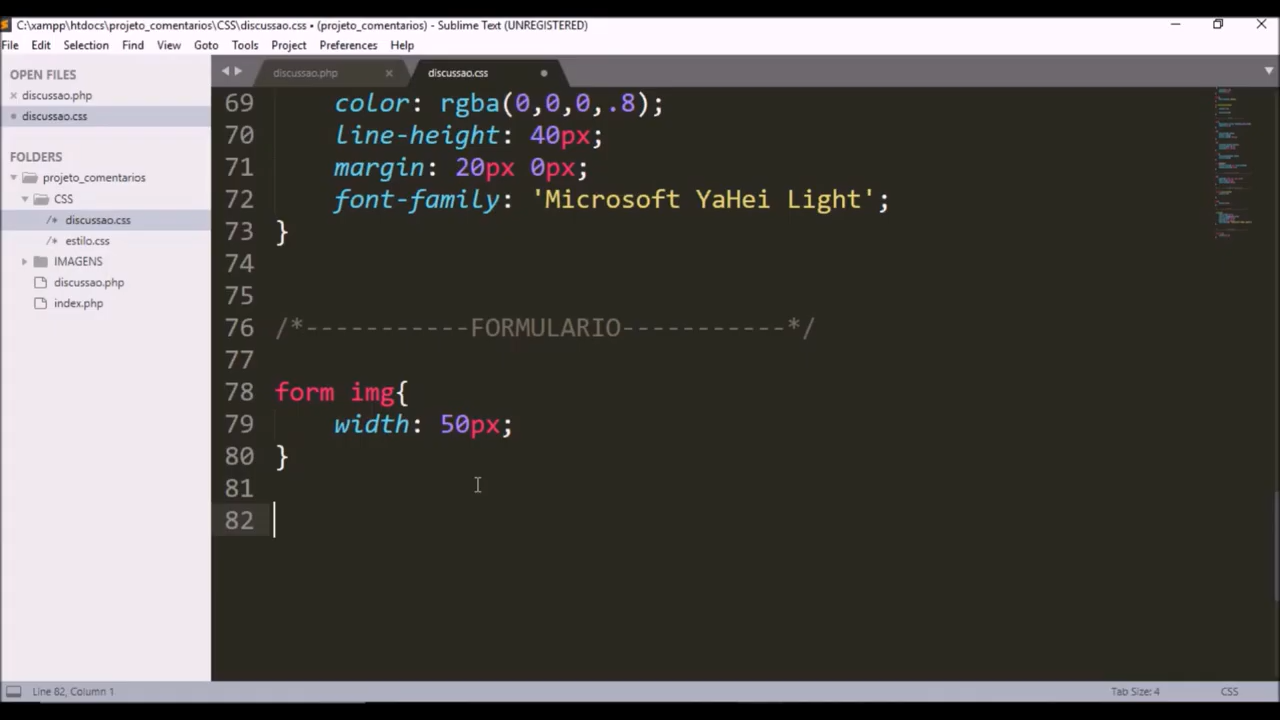 C:\xampp\htdocs\projeto_comentarios\CSS\discussao.css • (projeto_comentarios) - Sublime Text (UNREGISTERED)
File Edit Selection Find View Goto Tools Project Preferences Help
OPEN FILES
× discussao.php
discussao.css
FOLDERS
projeto_comentarios
CSS
/* discussao.css
/* estilo.css
IMAGENS
discussao.php
index.php
discussao.php × discussao.css
69 color: rgba(0,0,0,.8);
70 line-height: 40px;
71 margin: 20px 0px;
72 font-family: 'Microsoft YaHei Light';
73 }
74
75
76 /*-----------FORMULARIO-----------*/
77
78 form img{
79 width: 50px;
80 }
81
82
Line 82, Column 1 Tab Size: 4 CSS